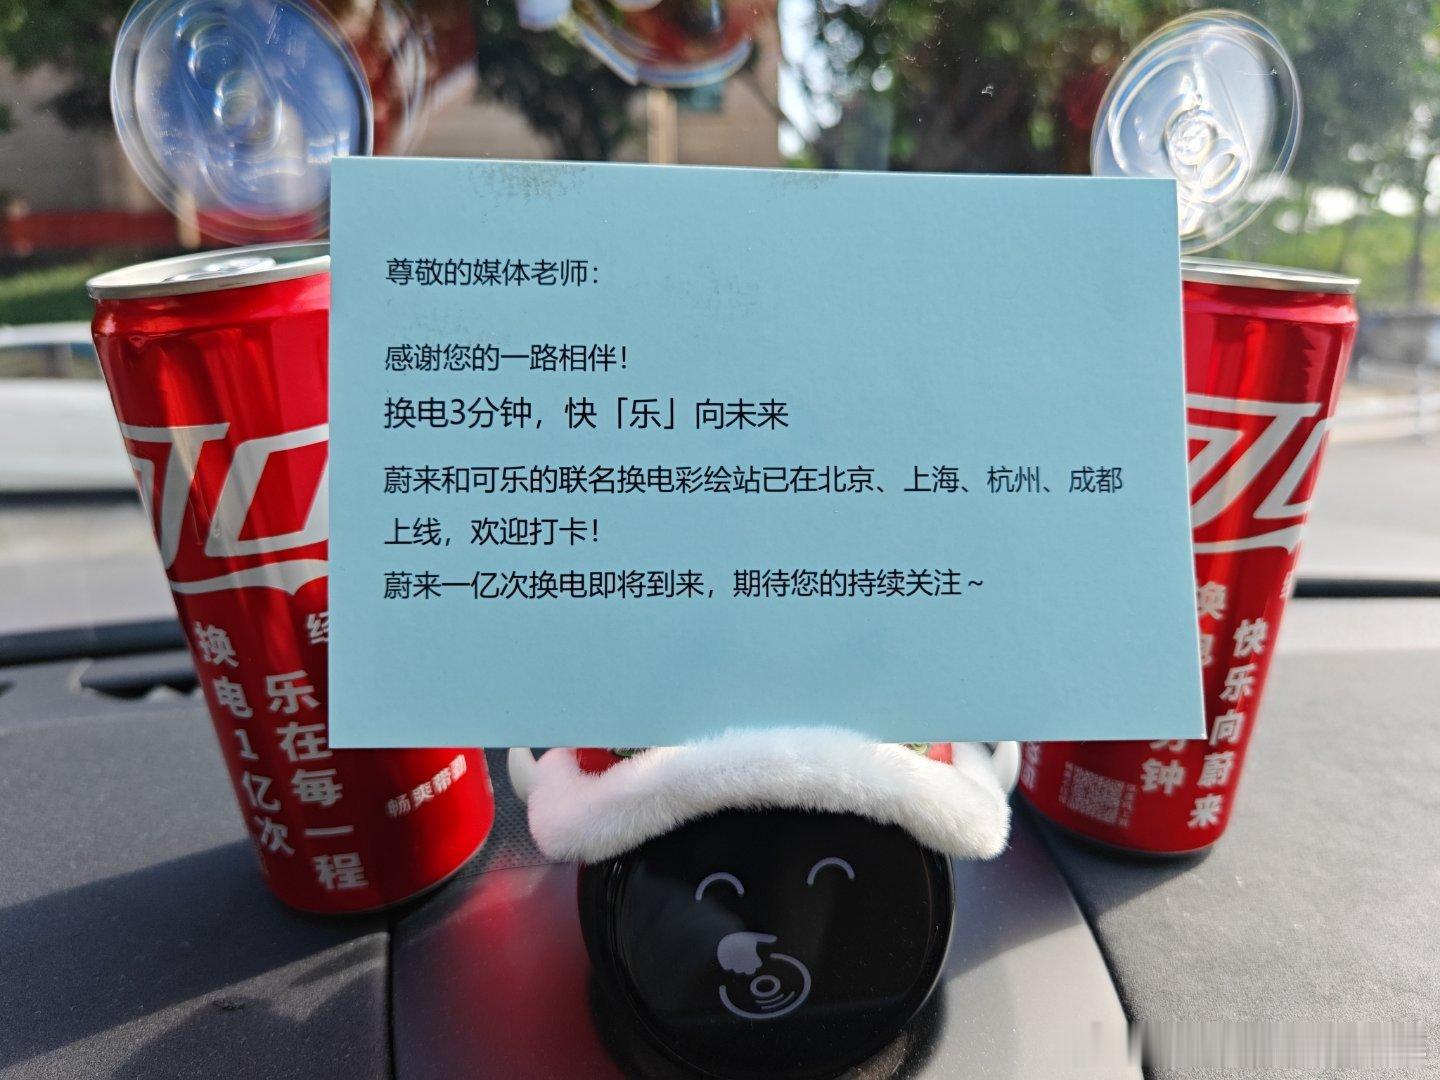 尊敬的媒体老师：
感谢您的一路相伴！
换电3分钟，快「乐」向未来
蔚来和可乐的联名换电彩绘站已在北京、上海、杭州、成都
上线，欢迎打卡！
蔚来一亿次换电即将到来，期待您的持续关注~
换电1亿次
乐在每一程
畅爽带劲
快乐向蔚来